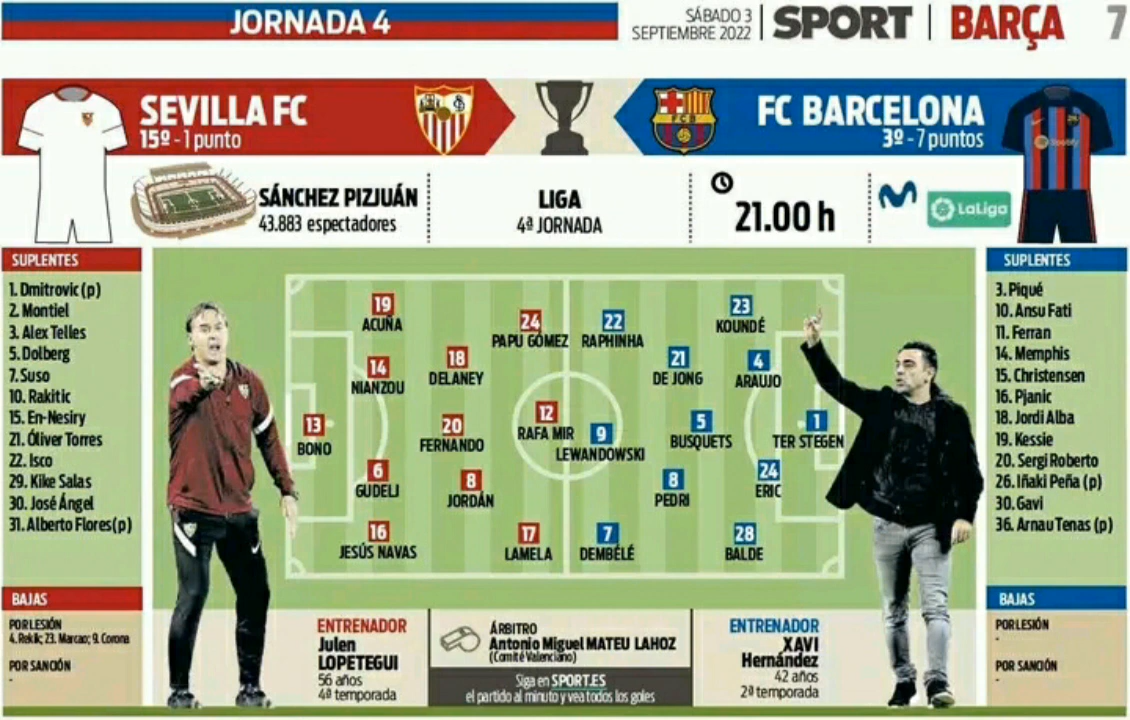 JORNADA 4
SÁBADO 3
SEPTIEMBRE 2022
SPORT
BARÇA
7
SEVILLA FC
15º - 1 punto
FC BARCELONA
3º - 7 puntos
SÁNCHEZ PIZJUÁN
43.883 espectadores
LIGA
4ª JORNADA
21.00 h
LaLiga
Spotify
SUPLENTES
1. Dmitrovic (p)
2. Montiel
3. Alex Telles
5. Dolberg
7. Suso
10. Rakitic
15. En-Nesiry
21. Óliver Torres
22. Isco
29. Kike Salas
30. José Ángel
31. Alberto Flores(p)
BAJAS
POR LESIÓN
4. Rekik; 23. Marcao; 9. Corona
POR SANCIÓN
-
19
ACUÑA
14
NIANZOU
13
BONO
6
GUDELJ
16
JESÚS NAVAS
18
DELANEY
20
FERNANDO
8
JORDÁN
24
PAPU GÓMEZ
12
RAFA MIR
17
LAMELA
22
RAPHINHA
9
LEWANDOWSKI
7
DEMBÉLÉ
21
DE JONG
5
BUSQUETS
8
PEDRI
23
KOUNDÉ
4
ARAUJO
1
TER STEGEN
24
ERIC
28
BALDE
SUPLENTES
3. Piqué
10. Ansu Fati
11. Ferran
14. Memphis
15. Christensen
16. Pjanic
18. Jordi Alba
19. Kessie
20. Sergi Roberto
26. Iñaki Peña (p)
30. Gavi
36. Arnau Tenas (p)
BAJAS
POR LESIÓN
-
POR SANCIÓN
-
ENTRENADOR
Julen
LOPETEGUI
56 años
4ª temporada
ÁRBITRO
Antonio Miguel MATEU LAHOZ
(Comité Valenciano)
Siga en SPORT.ES
el partido al minuto y vea todos los goles
ENTRENADOR
XAVI
Hernández
42 años
2ª temporada